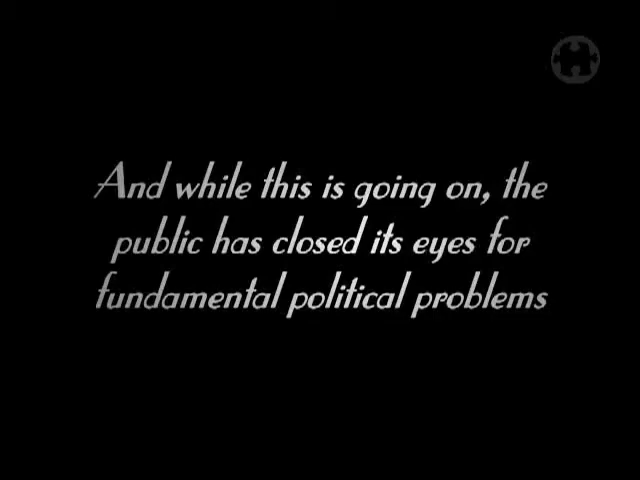 And while this is going on, the
public has closed its eyes for
fundamental political problems